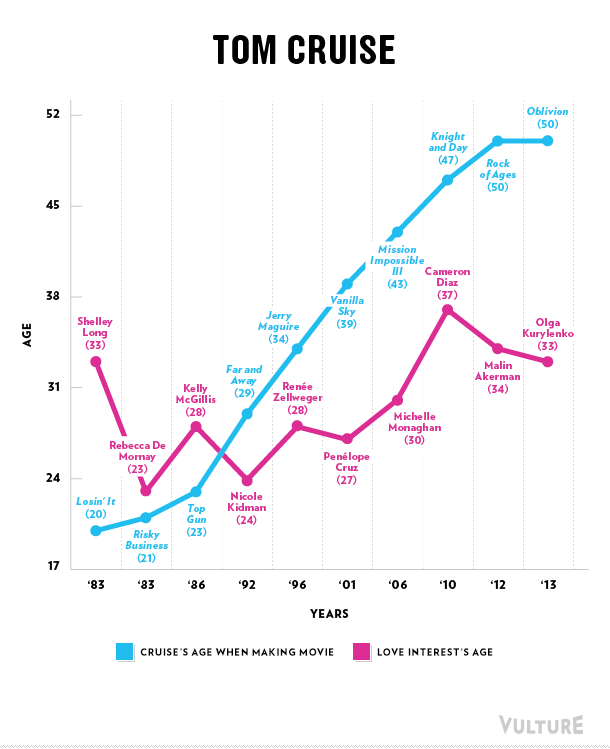 TOM CRUISE
52
45
38
31
24
17
AGE
Oblivion
(50)
Knight
and Day
(47)
Rock
of Ages
(50)
Mission
Impossible
III
(43)
Cameron
Diaz
(37)
Vanilla
Sky
(39)
Shelley
Long
(33)
Jerry
Maguire
(34)
Olga
Kurylenko
(33)
Far and
Away
(29)
Kelly
McGillis
(28)
Renée
Zellweger
(28)
Malin
Akerman
(34)
Michelle
Monaghan
(30)
Rebecca De
Mornay
(23)
Penélope
Cruz
(27)
Losin' It
(20)
Top
Gun
(23)
Nicole
Kidman
(24)
Risky
Business
(21)
‘83 ‘83 ‘86 ‘92 ‘96 ‘01 ‘06 ‘10 ‘12 ‘13
YEARS
CRUISE'S AGE WHEN MAKING MOVIE LOVE INTEREST'S AGE
VULTURE